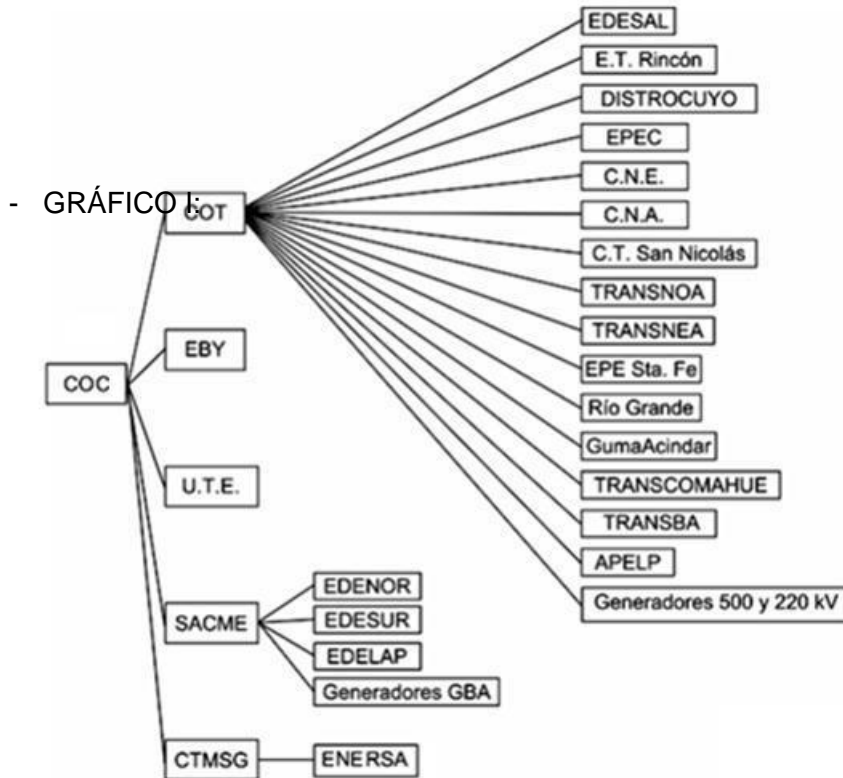 - GRÁFICO I:
COC
COT
EDESAL
E.T. Rincón
DISTROCUYO
EPEC
C.N.E.
C.N.A.
C.T. San Nicolás
TRANSNOA
TRANSNEA
EPE Sta. Fe
Río Grande
GumaAcindar
TRANSCOMAHUE
TRANSBA
APELP
Generadores 500 y 220 kV
EBY
U.T.E.
SACME
EDENOR
EDESUR
EDELAP
Generadores GBA
CTMSG
ENERSA